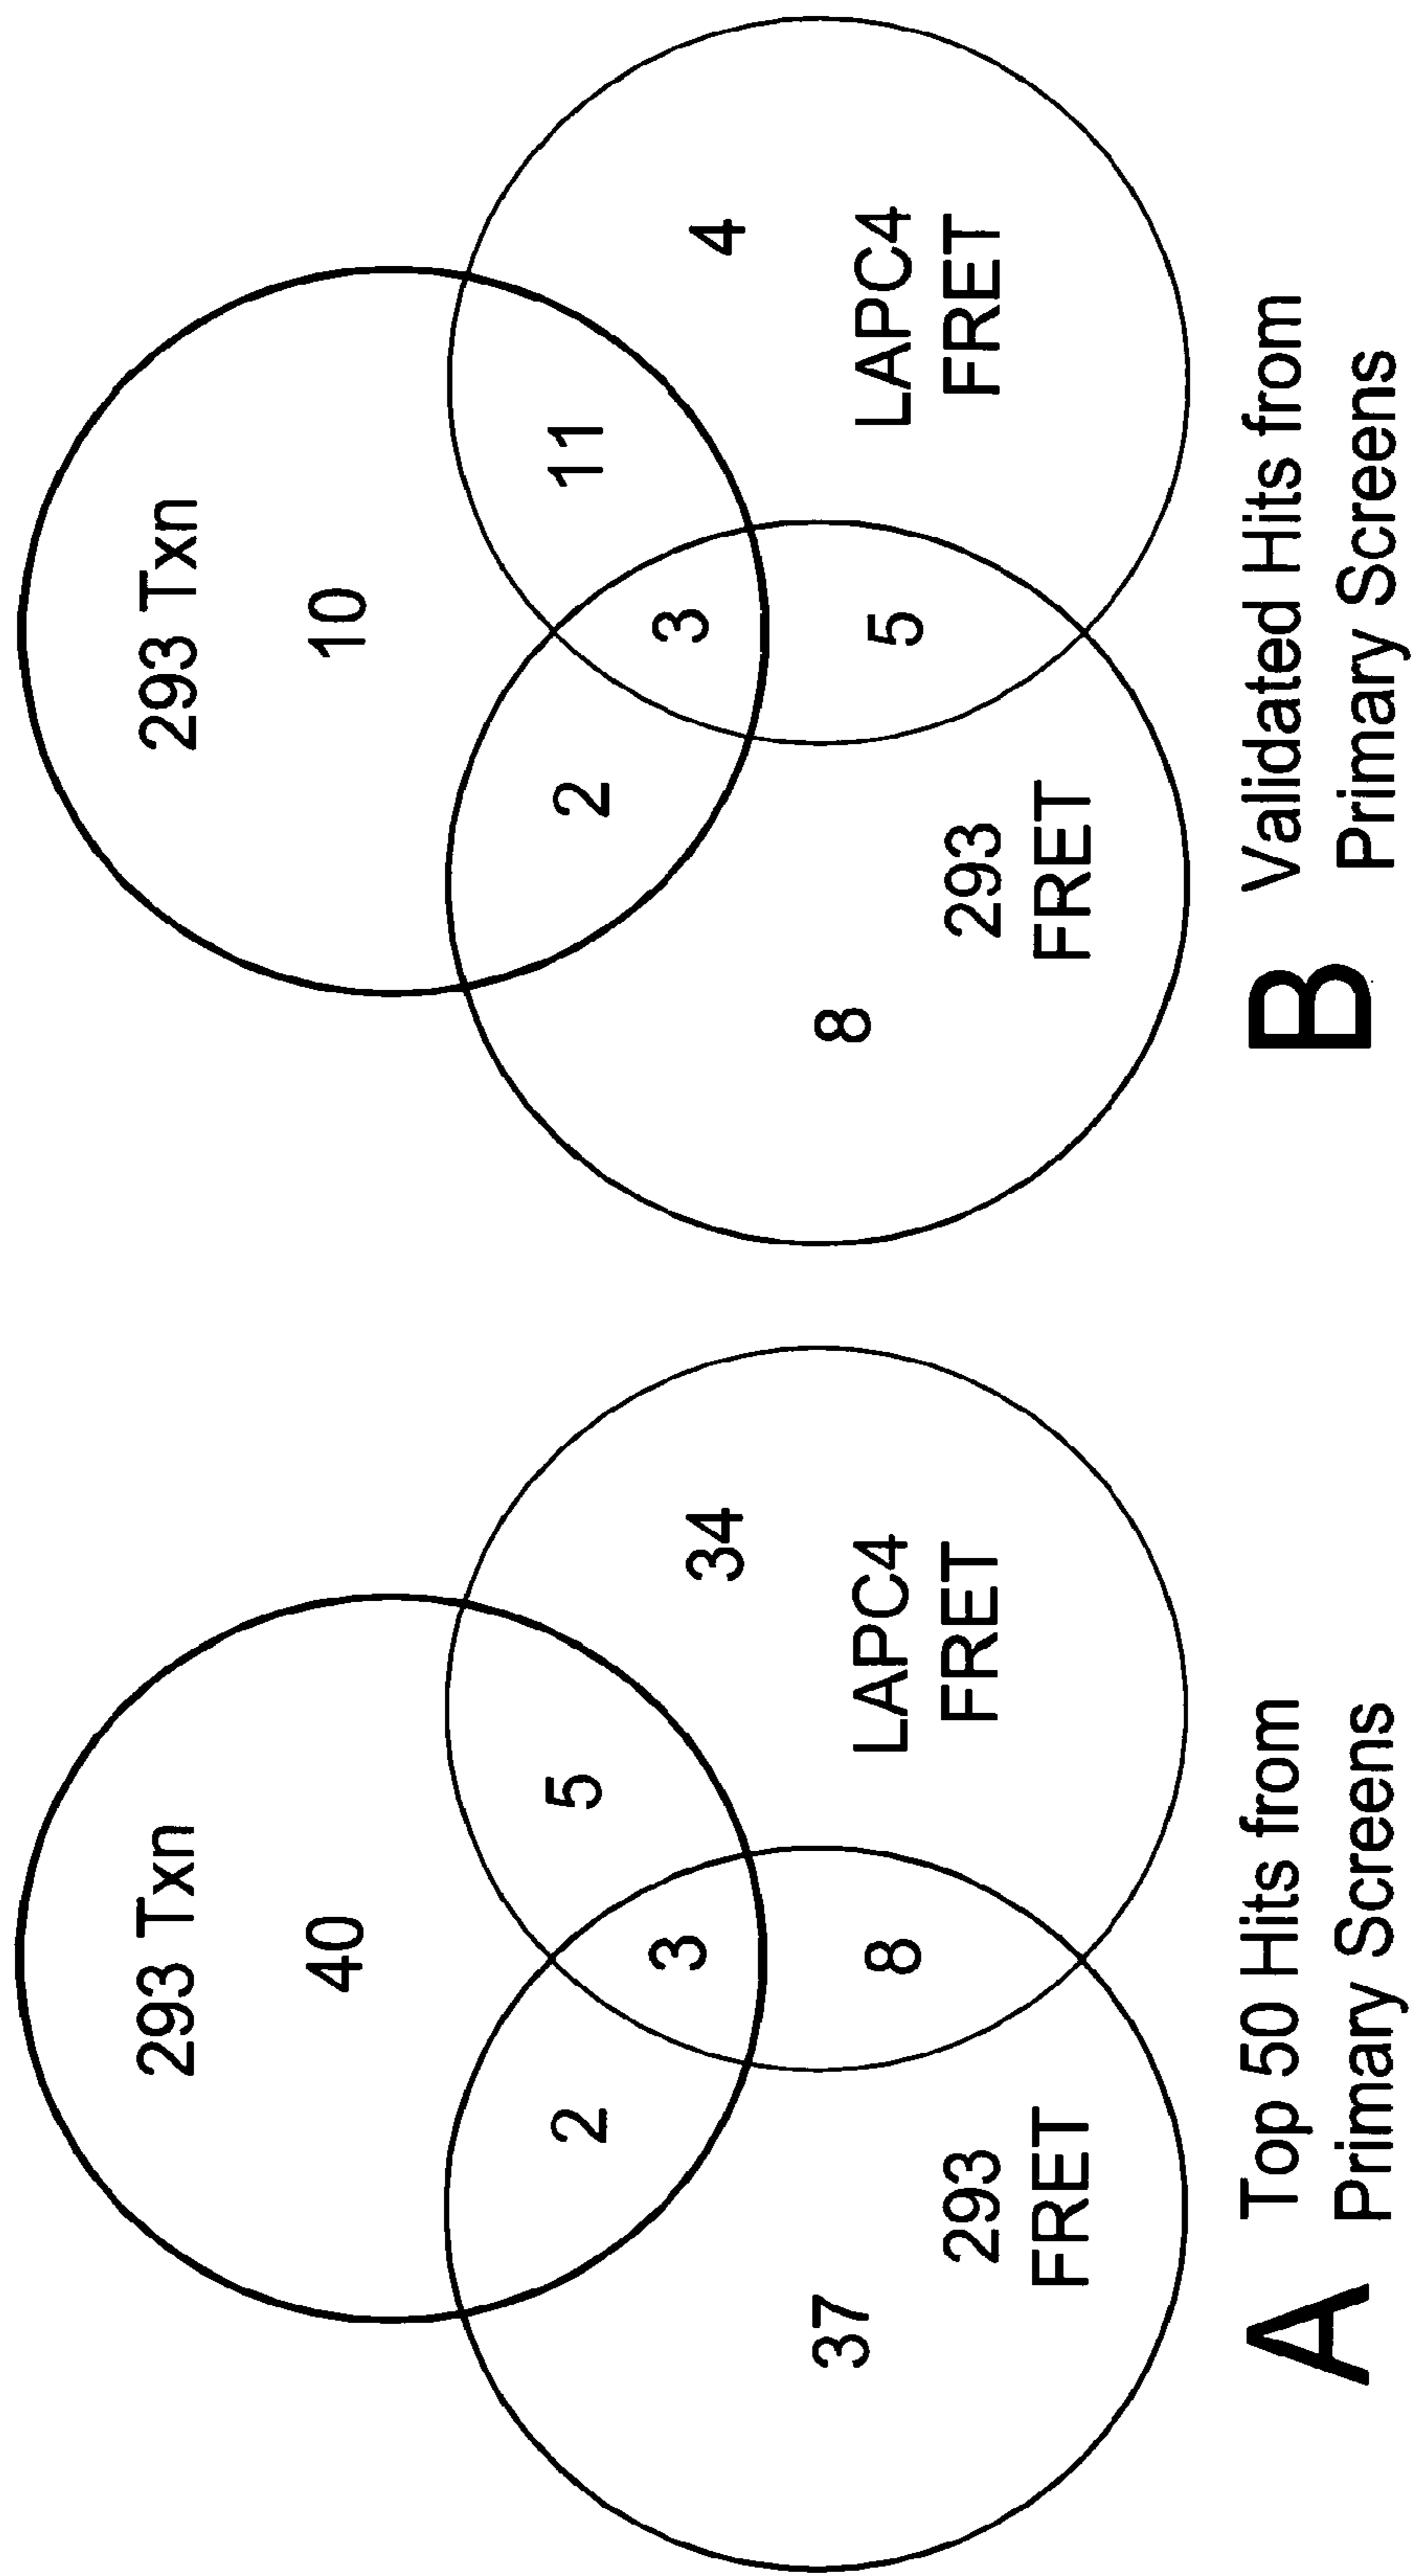 293 Txn
40
2
5
3
37
8
34
293
FRET
LAPC4
FRET
A
Top 50 Hits from
Primary Screens
293 Txn
10
2
11
3
8
5
4
293
FRET
LAPC4
FRET
B
Validated Hits from
Primary Screens